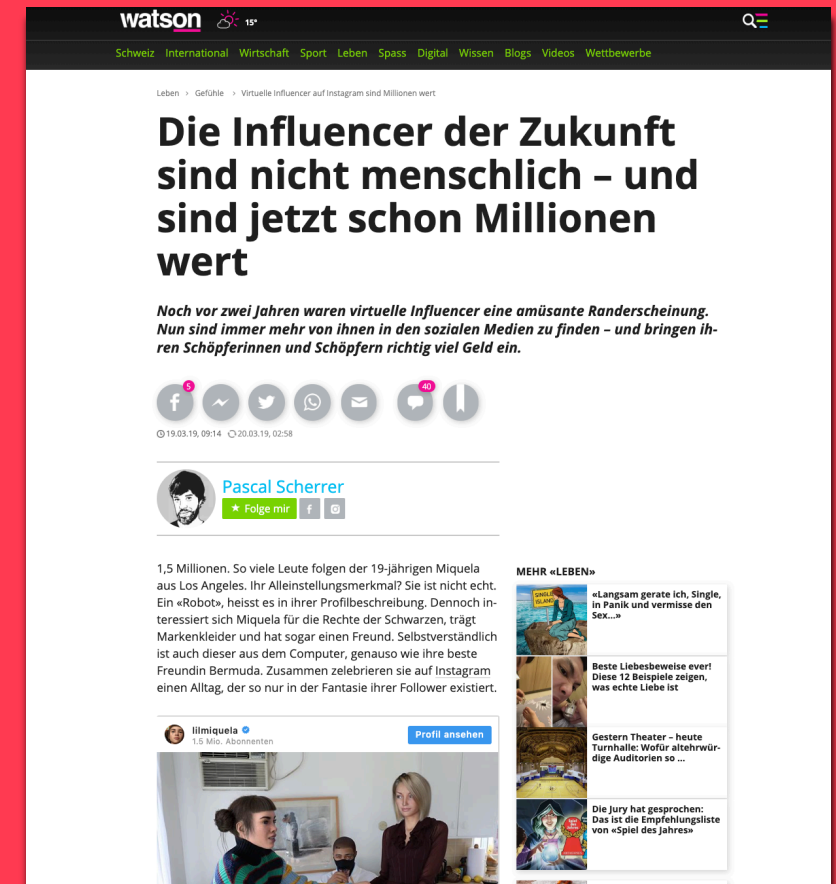 watson
15°
Schweiz International Wirtschaft Sport Leben Spass Digital Wissen Blogs Videos Wettbewerbe
Leben › Gefühle › Virtuelle Influencer auf Instagram sind Millionen wert
Die Influencer der Zukunft
sind nicht menschlich – und
sind jetzt schon Millionen
wert
Noch vor zwei Jahren waren virtuelle Influencer eine amüsante Randerscheinung.
Nun sind immer mehr von ihnen in den sozialen Medien zu finden – und bringen ih-
ren Schöpferinnen und Schöpfern richtig viel Geld ein.
5
40
19.03.19, 09:14 20.03.19, 02:58
Pascal Scherrer
Folge mir
1,5 Millionen. So viele Leute folgen der 19-jährigen Miquela
aus Los Angeles. Ihr Alleinstellungsmerkmal? Sie ist nicht echt.
Ein «Robot», heisst es in ihrer Profilbeschreibung. Dennoch in-
teressiert sich Miquela für die Rechte der Schwarzen, trägt
Markenkleider und hat sogar einen Freund. Selbstverständlich
ist auch dieser aus dem Computer, genauso wie ihre beste
Freundin Bermuda. Zusammen zelebrieren sie auf Instagram
einen Alltag, der so nur in der Fantasie ihrer Follower existiert.
lilmiquela
1.5 Mio. Abonnenten
Profil ansehen
MEHR «LEBEN»
SINGLE
ISLAND
«Langsam gerate ich, Single,
in Panik und vermisse den
Sex...»
Beste Liebesbeweise ever!
Diese 12 Beispiele zeigen,
was echte Liebe ist
Gestern Theater – heute
Turnhalle: Wofür altehrwür-
dige Auditorien so ...
Die Jury hat gesprochen:
Das ist die Empfehlungsliste
von «Spiel des Jahres»